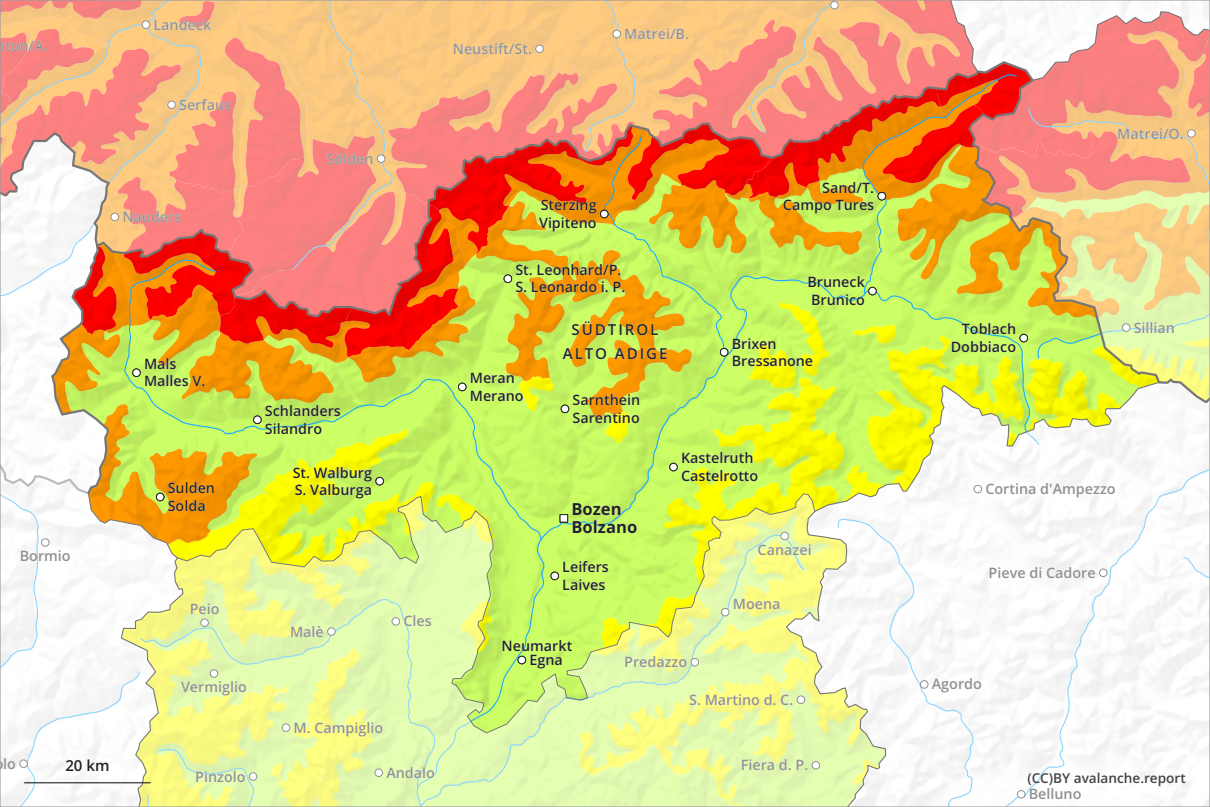 Landeck
ton/A.
Neustift/St.
Matrei/B.
Serfaus
Matrei/O.
Sölden
Nauders
Sand/T.
Campo Tures
Sterzing
Vipiteno
St. Leonhard/P.
S. Leonardo i. P.
Bruneck
Brunico
SÜDTIROL
ALTO ADIGE
Toblach
Dobbiaco
Sillian
Brixen
Bressanone
Mals
Malles V.
Meran
Merano
Schlanders
Silandro
Sarnthein
Sarentino
St. Walburg
S. Valburga
Kastelruth
Castelrotto
Sulden
Solda
Cortina d'Ampezzo
Bozen
Bolzano
Bormio
Canazei
Leifers
Laives
Pieve di Cadore
Peio
Malè
Cles
Moena
Neumarkt
Egna
Predazzo
Vermiglio
Agordo
S. Martino d. C.
M. Campiglio
20 km
olo
Pinzolo
Andalo
Fiera d. P.
(CC)BY avalanche.report
Belluno